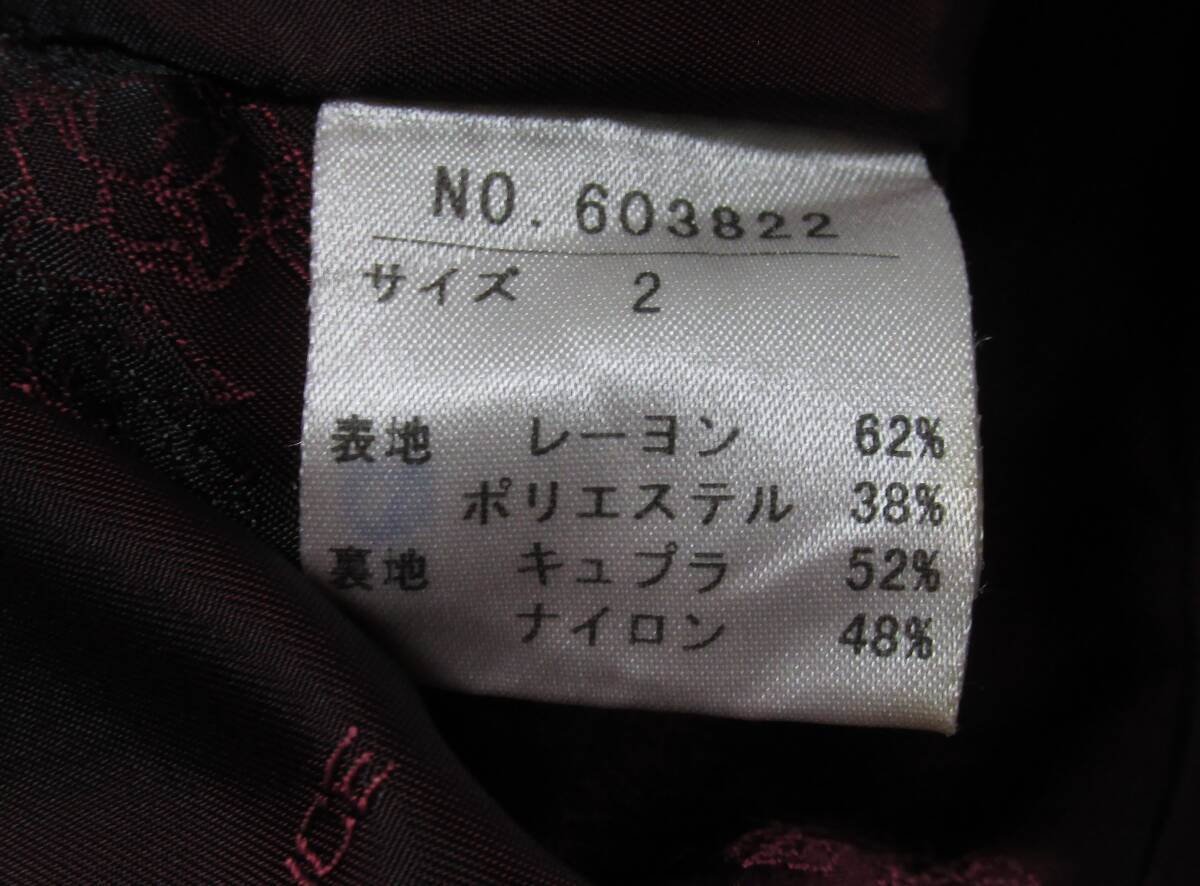 NO. 603822
サイズ 2
表地 レーヨン 62%
ポリエステル 38%
裏地 キュプラ 52%
ナイロン 48%